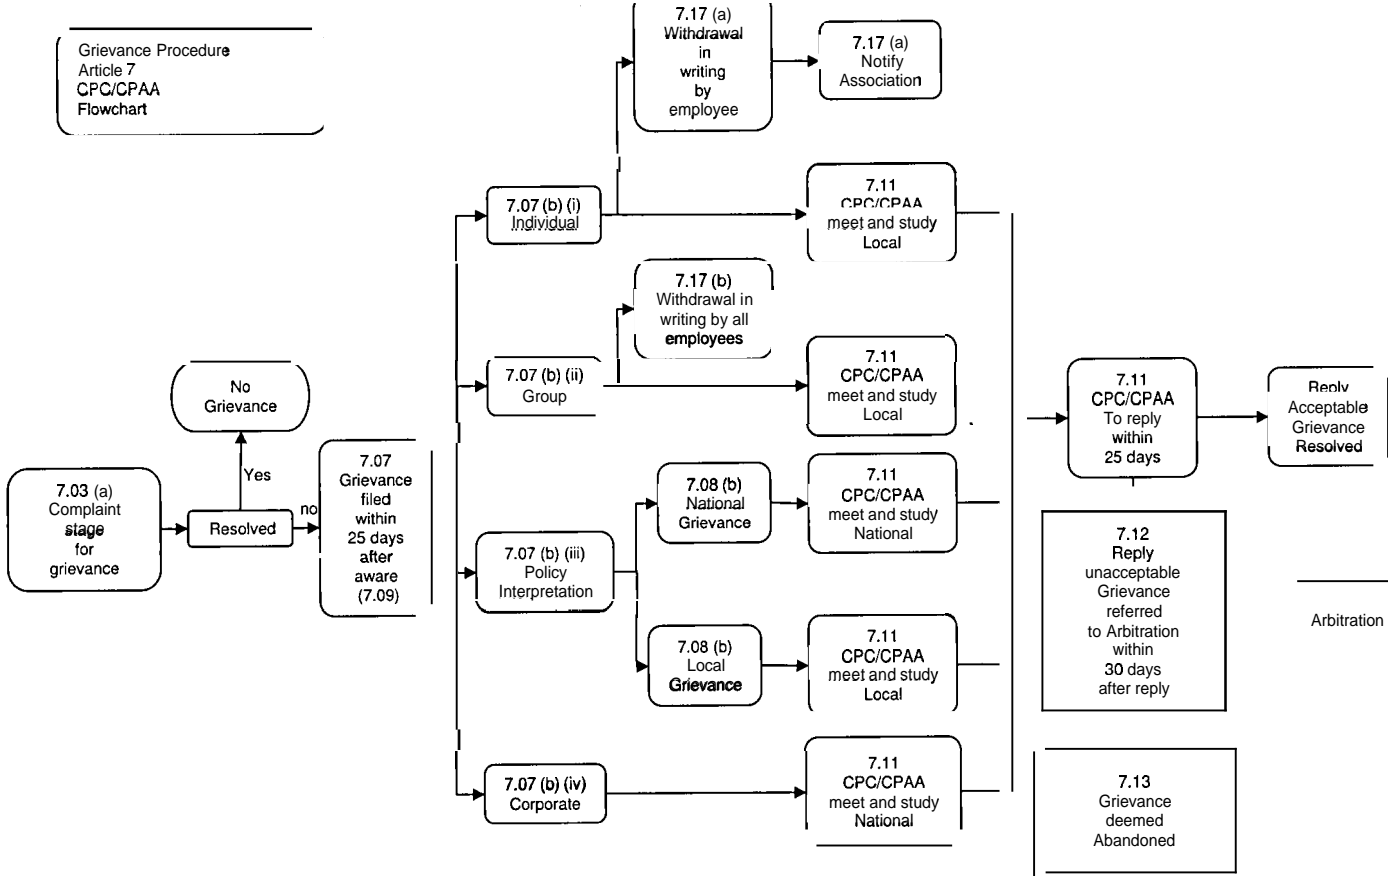 Grievance Procedure
Article 7
CPC/CPAA
Flowchart
7.17 (a)
Withdrawal
in
writing
by
employee
7.17 (a)
Notify
Association
7.07 (b) (i)
Individual
7.11
CPC/CPAA
meet and study
Local
7.17 (b)
Withdrawal in
writing by all
employees
7.07 (b) (ii)
Group
7.11
CPC/CPAA
meet and study
Local
No
Grievance
Yes
7.03 (a)
Complaint
stage
for
grievance
Resolved
no
7.07
Grievance
filed
within
25 days
after
aware
(7.09)
7.07 (b) (iii)
Policy
Interpretation
7.08 (b)
National
Grievance
7.11
CPC/CPAA
meet and study
National
7.08 (b)
Local
Grievance
7.11
CPC/CPAA
meet and study
Local
7.07 (b) (iv)
Corporate
7.11
CPC/CPAA
meet and study
National
7.11
CPC/CPAA
To reply
within
25 days
Reply
Acceptable
Grievance
Resolved
7.12
Reply
unacceptable
Grievance
referred
to Arbitration
within
30 days
after reply
Arbitration
7.13
Grievance
deemed
Abandoned